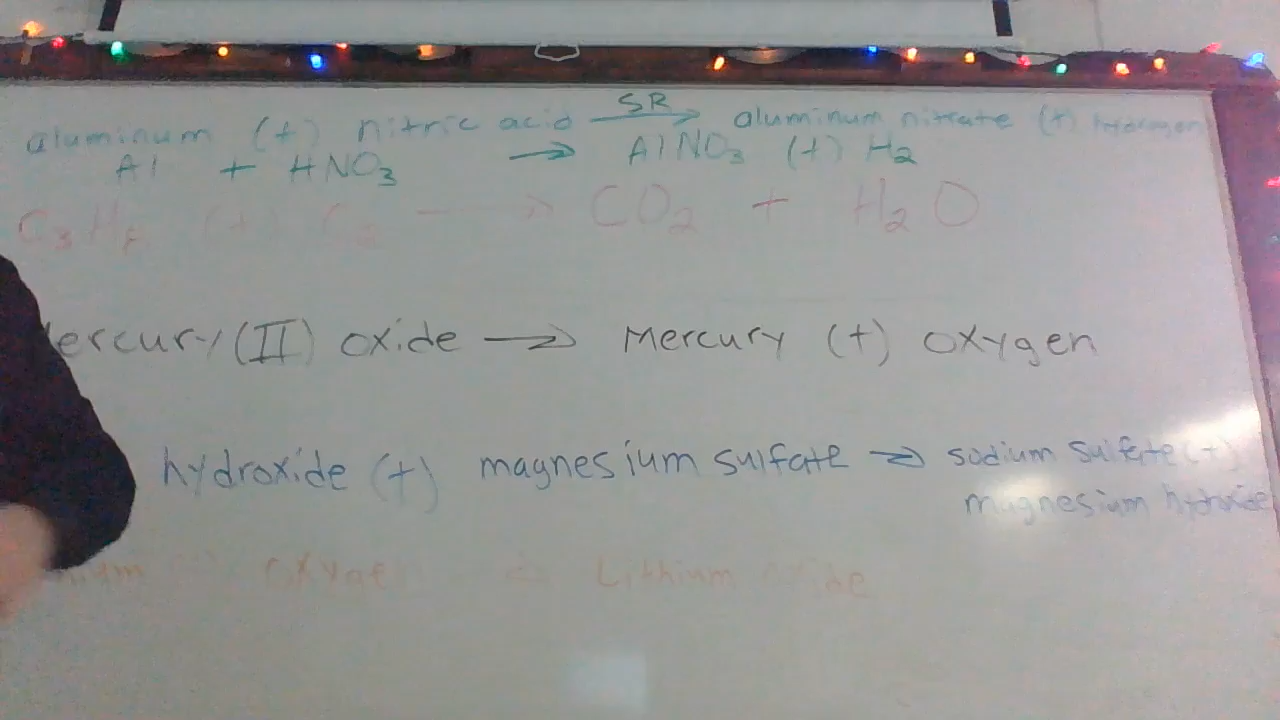 aluminum (+) nitric acid SR → aluminum nitrate (+) hydrogen
Al + HNO3 → AlNO3 (+) H2
C3H8 (+) → CO2 + H2O
ercury (II) oxide → Mercury (+) oxygen
hydroxide (+) magnesium sulfate → sodium sulfate (+)
magnesium hydroxide
Lithium oxide